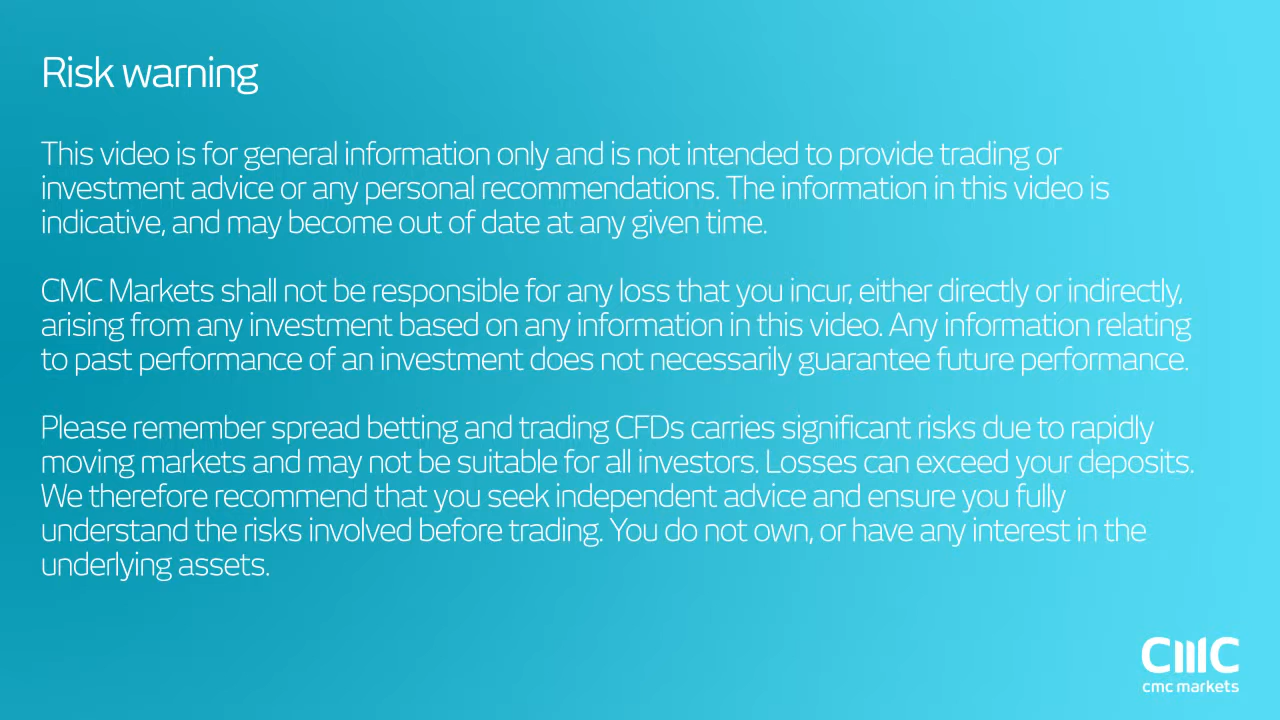 Risk warning
This video is for general information only and is not intended to provide trading or
investment advice or any personal recommendations. The information in this video is
indicative, and may become out of date at any given time.
CMC Markets shall not be responsible for any loss that you incur, either directly or indirectly,
arising from any investment based on any information in this video. Any information relating
to past performance of an investment does not necessarily guarantee future performance.
Please remember spread betting and trading CFDs carries significant risks due to rapidly
moving markets and may not be suitable for all investors. Losses can exceed your deposits.
We therefore recommend that you seek independent advice and ensure you fully
understand the risks involved before trading. You do not own, or have any interest in the
underlying assets.
CMC
cmc markets